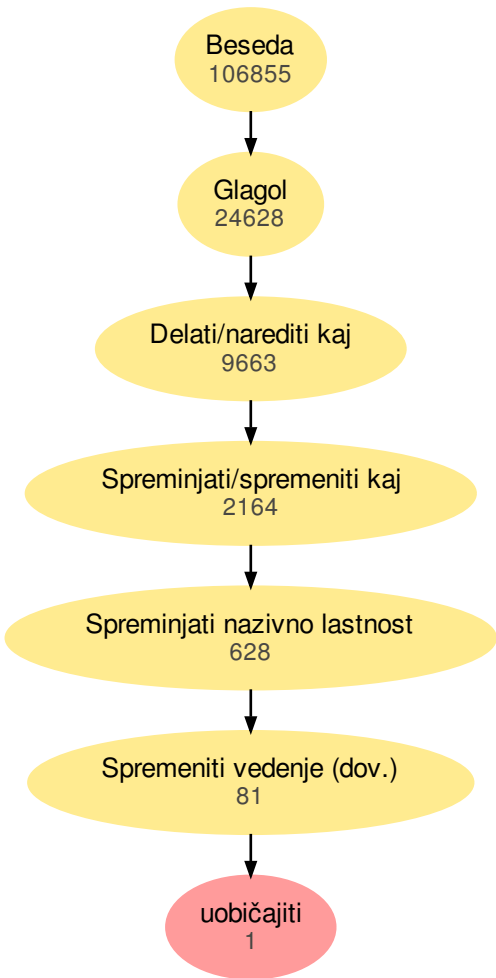 Beseda
106855
Glagol
24628
Delati/narediti kaj
9663
Spreminjati/spremeniti kaj
2164
Spreminjati nazivno lastnost
628
Spremeniti vedenje (dov.)
81
uobičajiti
1